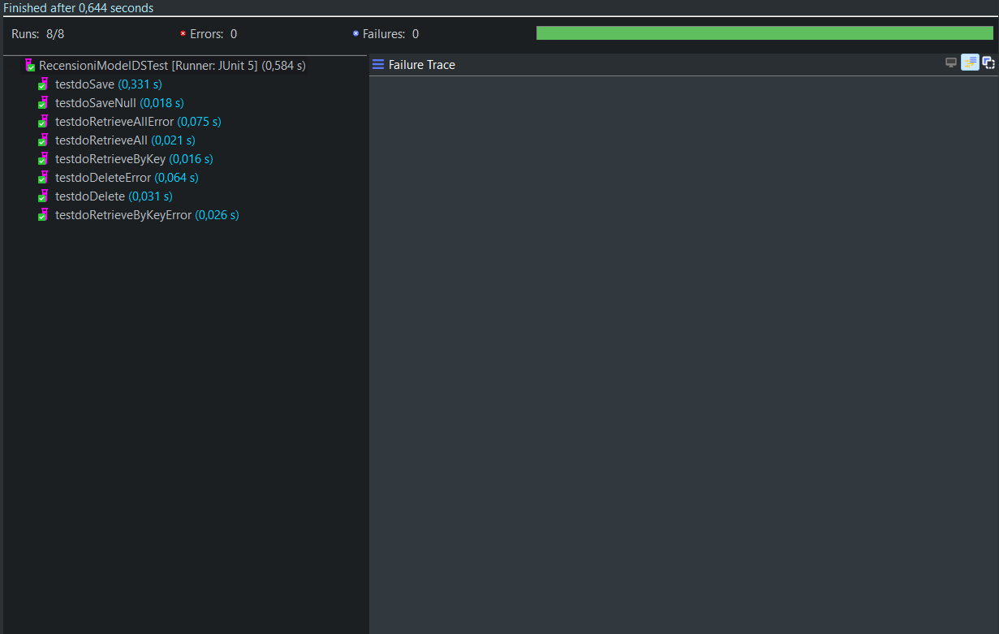 Finished after 0,644 seconds
Runs: 8/8 Errors: 0 Failures: 0
RecensioniModelDSTest [Runner: JUnit 5] (0,584 s)
testdoSave (0,331 s)
testdoSaveNull (0,018 s)
testdoRetrieveAllError (0,075 s)
testdoRetrieveAll (0,021 s)
testdoRetrieveByKey (0,016 s)
testdoDeleteError (0,064 s)
testdoDelete (0,031 s)
testdoRetrieveByKeyError (0,026 s)
Failure Trace